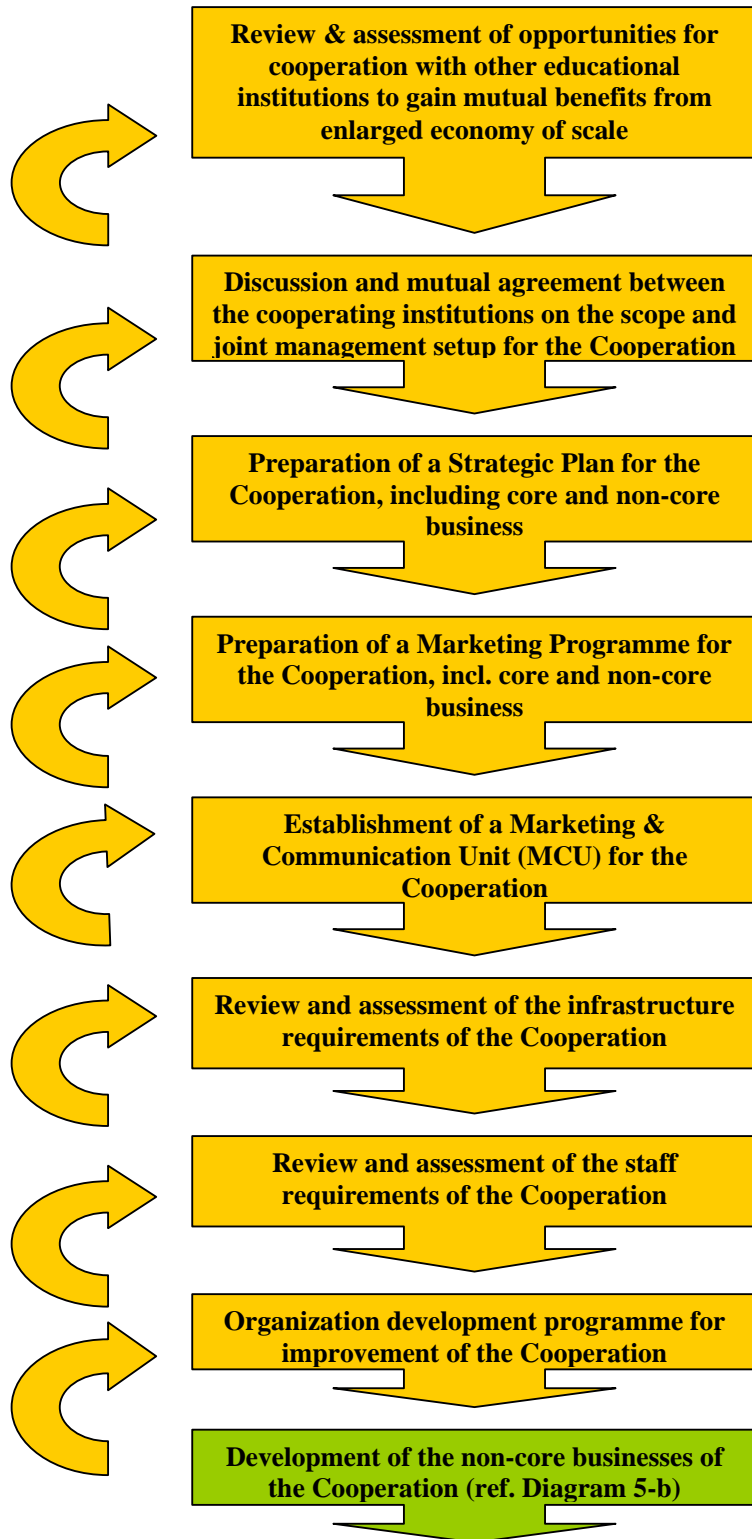 Review & assessment of opportunities for
cooperation with other educational
institutions to gain mutual benefits from
enlarged economy of scale
Discussion and mutual agreement between
the cooperating institutions on the scope and
joint management setup for the Cooperation
Preparation of a Strategic Plan for the
Cooperation, including core and non-core
business
Preparation of a Marketing Programme for
the Cooperation, incl. core and non-core
business
Establishment of a Marketing &
Communication Unit (MCU) for the
Cooperation
Review and assessment of the infrastructure
requirements of the Cooperation
Review and assessment of the staff
requirements of the Cooperation
Organization development programme for
improvement of the Cooperation
Development of the non-core businesses of
the Cooperation (ref. Diagram 5-b)